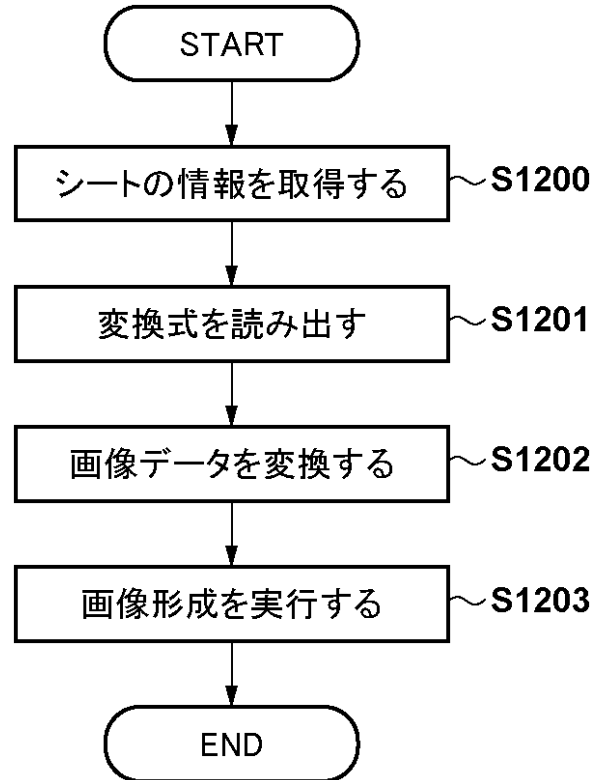 START
シートの情報を取得する
S1200
変換式を読み出す
S1201
画像データを変換する
S1202
画像形成を実行する
S1203
END